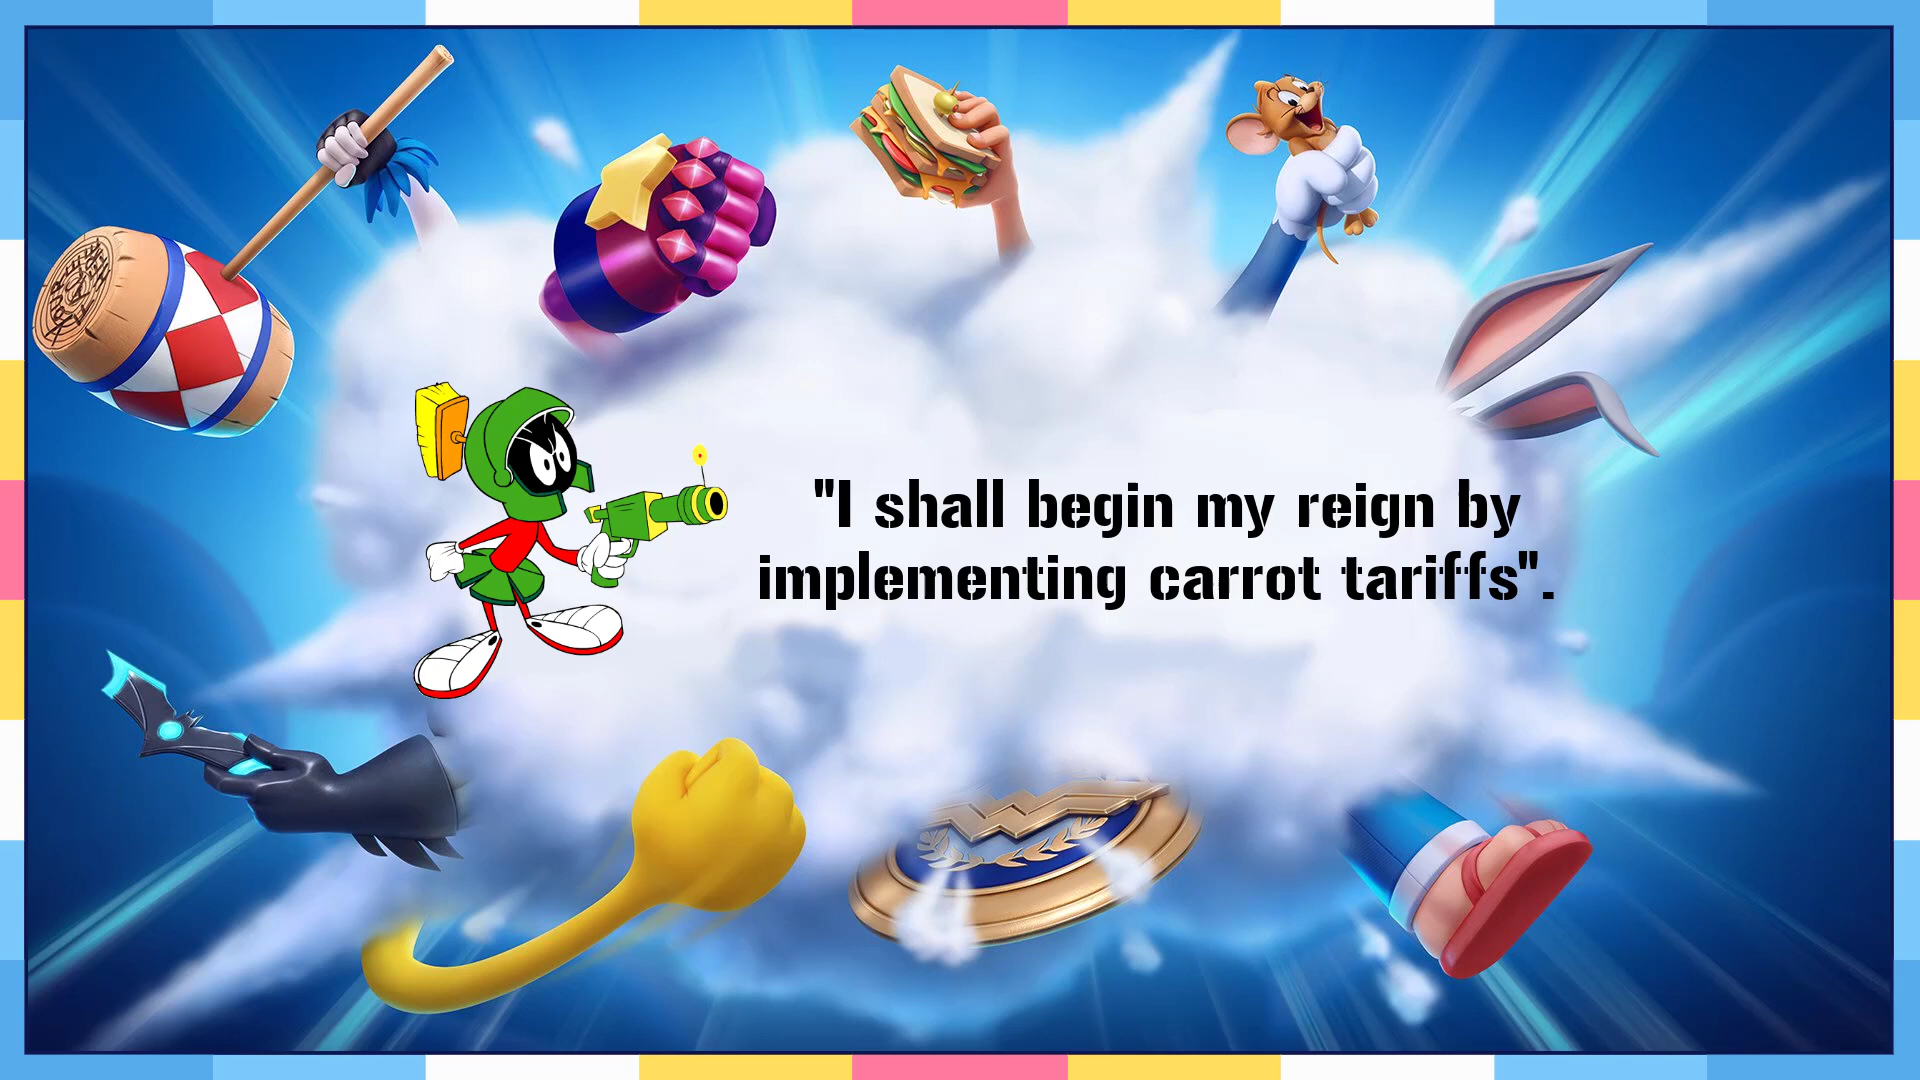 "I shall begin my reign by
implementing carrot tariffs".